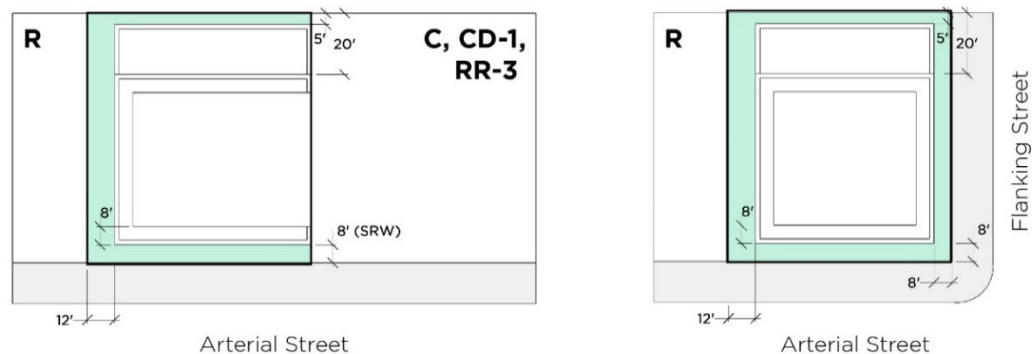 R
5'
20'
C, CD-1,
RR-3
8'
8' (SRW)
12'
Arterial Street
R
5'
20'
Flanking Street
8'
8'
8'
12'
Arterial Street